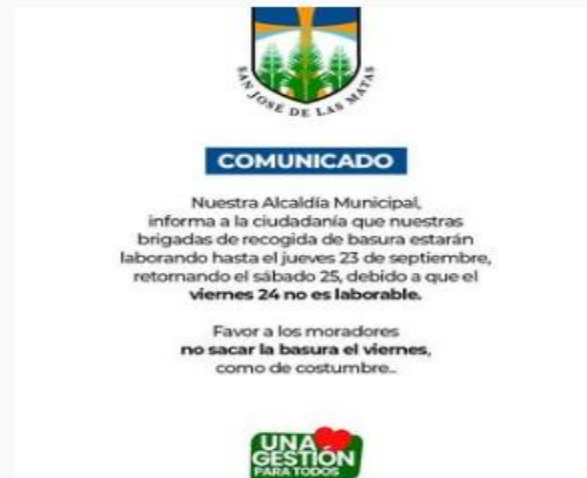 SAN JOSÉ DE LAS MATAS
COMUNICADO
Nuestra Alcaldía Municipal,
informa a la ciudadanía que nuestras
brigadas de recogida de basura estarán
laborando hasta el jueves 23 de septiembre,
retornando el sábado 25, debido a que el
viernes 24 no es laborable.
Favor a los moradores
no sacar la basura el viernes,
como de costumbre..
UNA
GESTIÓN
PARA TODOS